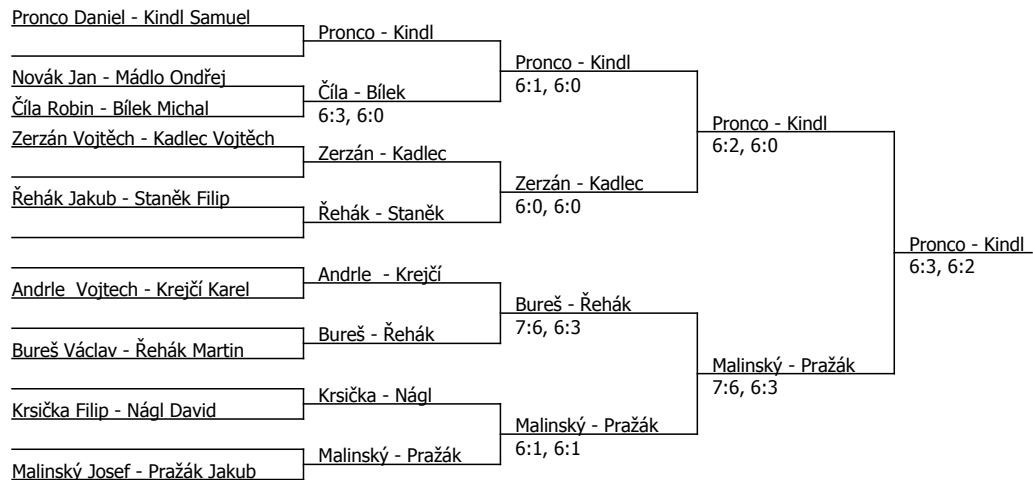 Pronco Daniel - Kindl Samuel
Pronco - Kindl
Pronco - Kindl
6:1, 6:0
Novák Jan - Mádlo Ondřej
Číla - Bílek
6:3, 6:0
Číla Robin - Bílek Michal
Pronco - Kindl
6:2, 6:0
Zerzán Vojtěch - Kadlec Vojtěch
Zerzán - Kadlec
Zerzán - Kadlec
6:0, 6:0
Řehák Jakub - Staněk Filip
Řehák - Staněk
Pronco - Kindl
6:3, 6:2
Andrle  - Krejčí
Andrle  Vojtech - Krejčí Karel
Bureš - Řehák
7:6, 6:3
Bureš - Řehák
Bureš Václav - Řehák Martin
Malinský - Pražák
7:6, 6:3
Krsička - Nágl
Krsička Filip - Nágl David
Malinský - Pražák
6:1, 6:1
Malinský - Pražák
Malinský Josef - Pražák Jakub